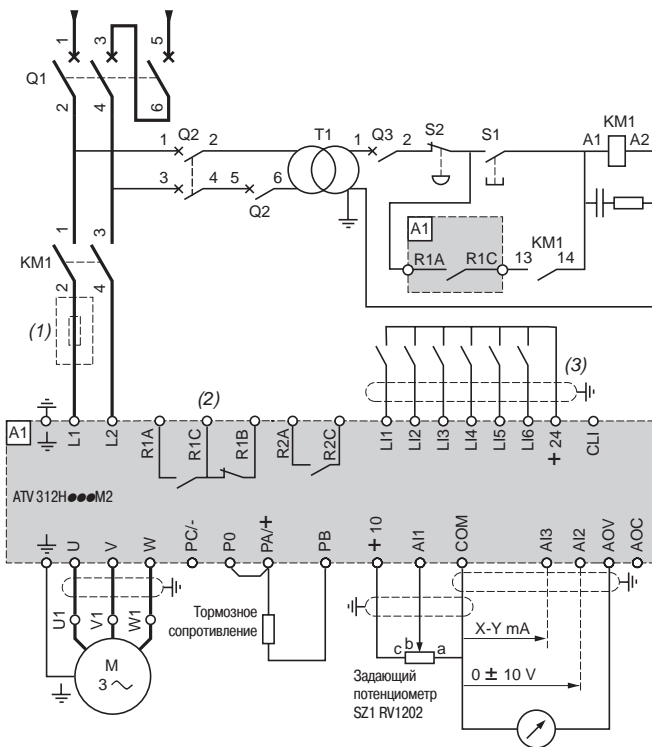 1 3 5
Q1
2 4 6
1 Q2 2 T1 1 Q3 2 S2 S1 KM1
A1 A2
3 4 5 6
Q2
A1
KM1
R1A R1C 13 14
1 3
KM1
2 4
(1)
(2)
(3)
A1
L1 L2 R1A R1C R1B R2A R2C LI1 LI2 LI3 LI4 LI5 LI6 + 24 CLI
ATV 312H●●●M2
U V W PC/- P0 PA/+ PB + 10 AI1 COM AI3 AI2 AOV AOC
U1 V1 W1
Тормозное
сопротивление
M
3 ~
c b a
X-Y mA
0 ± 10 V
Задающий
потенциометр
SZ1 RV1202